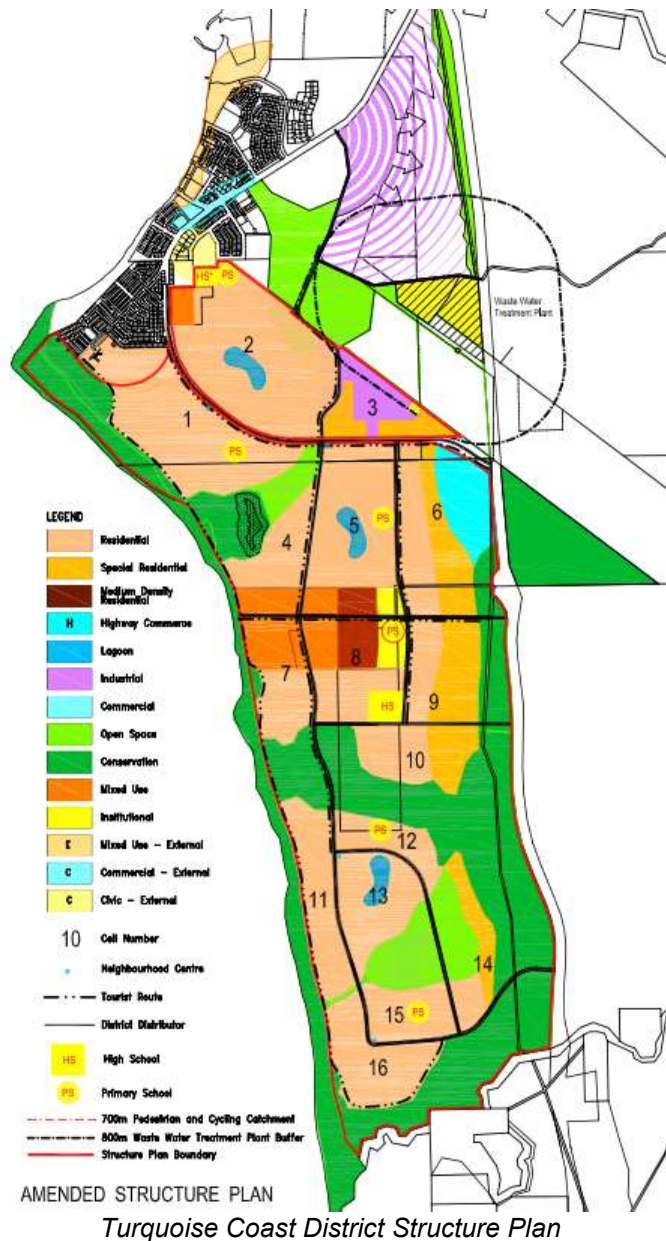 HS*
PS
Waste Water
Treatment Plant
2
3
1
PS
6
PS
5
4
PS
8
7
9
HS
10
PS
12
13
11
14
15
PS
16
LEGEND
Residential
Special Residential
Medium Density
Residential
H Highway Commerce
Lagoon
Industrial
Commercial
Open Space
Conservation
Mixed Use
Institutional
E Mixed Use - External
C Commercial - External
C Civic - External
10 Cell Number
Neighbourhood Centre
Tourist Route
District Distributor
HS High School
PS Primary School
700m Pedestrian and Cycling Catchment
800m Waste Water Treatment Plant Buffer
Structure Plan Boundary
AMENDED STRUCTURE PLAN
Turquoise Coast District Structure Plan